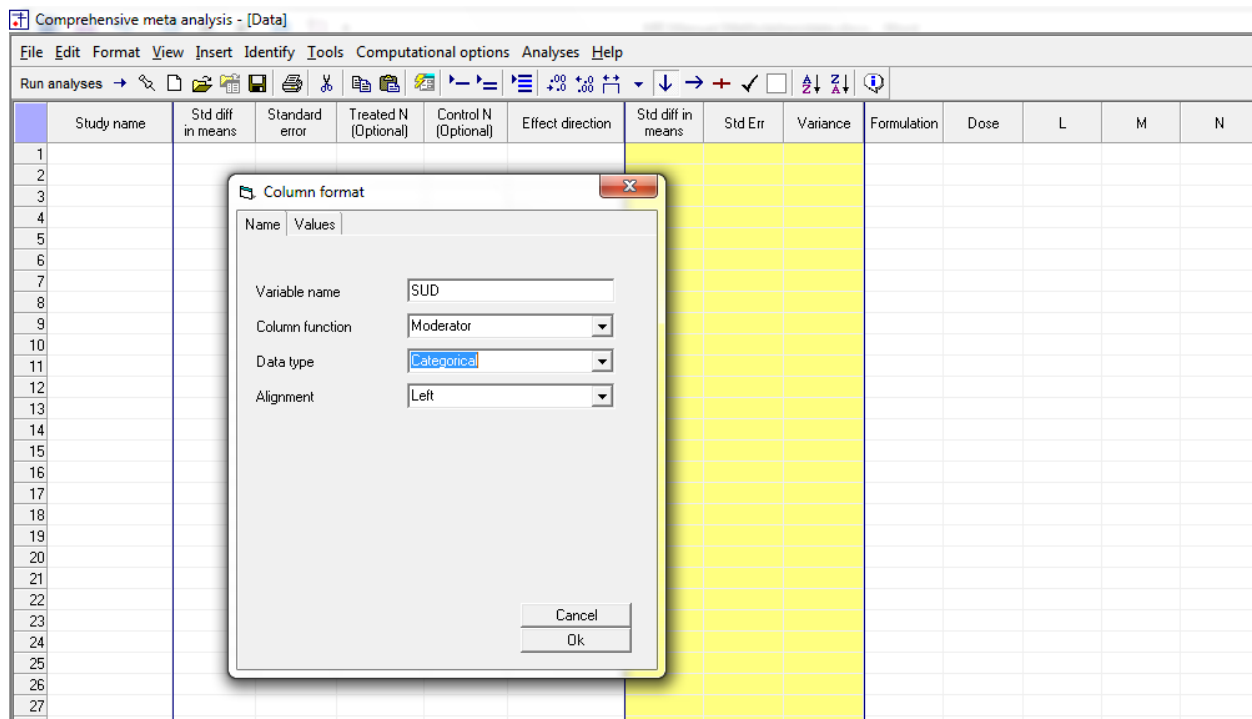 Comprehensive meta analysis - [Data]
File Edit Format View Insert Identify Tools Computational options Analyses Help
Run analyses
Study name
Std diff in means
Standard error
Treated N (Optional)
Control N (Optional)
Effect direction
Std diff in means
Std Err
Variance
Formulation
Dose
L
M
N
1
2
3
4
5
6
7
8
9
10
11
12
13
14
15
16
17
18
19
20
21
22
23
24
25
26
27
Column format
Name Values
Variable name SUD
Column function Moderator
Data type Categorical
Alignment Left
Cancel
Ok